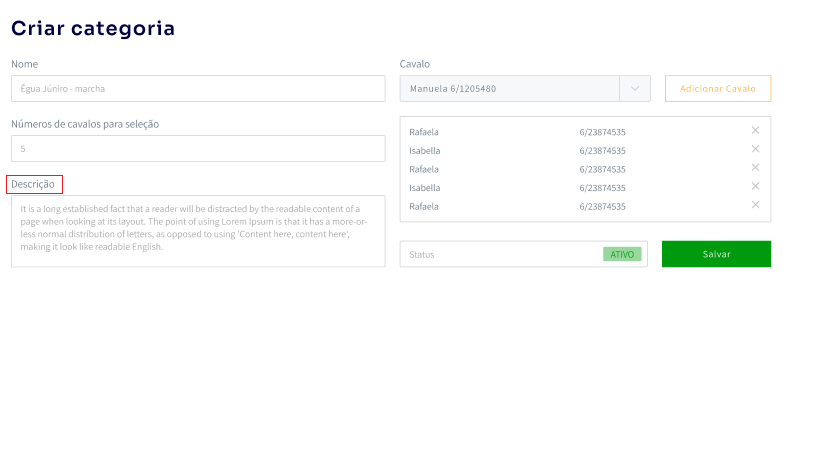 Criar categoria
Nome
Égua Júniro - marcha
Números de cavalos para seleção
5
Descrição
It is a long established fact that a reader will be distracted by the readable content of a
page when looking at its layout. The point of using Lorem Ipsum is that it has a more-or-
less normal distribution of letters, as opposed to using 'Content here, content here',
making it look like readable English.
Cavalo
Manuela 6/1205480
Adicionar Cavalo
Rafaela 6/23874535
Isabella 6/23874535
Rafaela 6/23874535
Isabella 6/23874535
Rafaela 6/23874535
Status ATIVO
Salvar